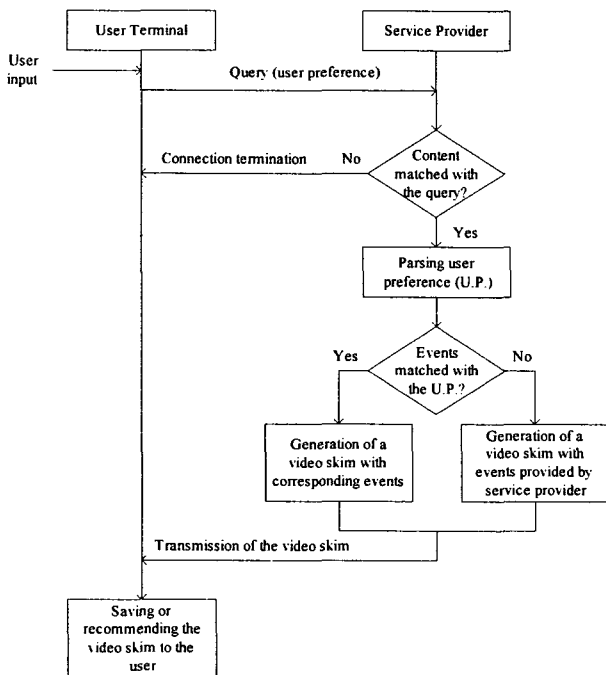 User Terminal
Service Provider
User
input
Query (user preference)
Connection termination
No
Content
matched with
the query?
Yes
Parsing user
preference (U.P.)
Yes
Events
matched with
the U.P.?
No
Generation of a
video skim with
corresponding events
Generation of a
video skim with
events provided by
service provider
Transmission of the video skim
Saving or
recommending the
video skim to the
user